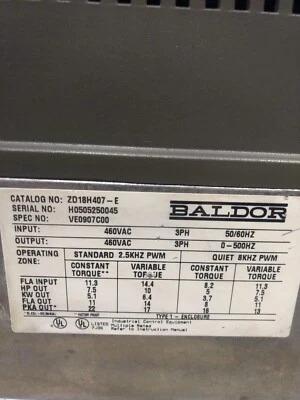 CATALOG NO: ZD18H407-E
SERIAL NO: H0505250045
SPEC NO: VE0907C00
BALDOR
INPUT: 460VAC 3PH 50/60HZ
OUTPUT: 460VAC 3PH 0-500HZ
OPERATING ZONE: STANDARD 2.5KHZ PWM QUIET 8KHZ PWM
CONSTANT TORQUE** VARIABLE TORQUE CONSTANT TORQUE** VARIABLE TORQUE
FLA INPUT 11.3 14.4 8.2 11.3
HP OUT 7.5 10 5 7.5
KW OUT 5.1 6.4 3.7 5.1
FLA OUT 11 14 8 11
PKA OUT* 22 17 16 13
TYPE 1 - ENCLOSURE
UL UL LISTED
Industrial Control Equipment
Multiple Rated
Refer to Instruction Manual